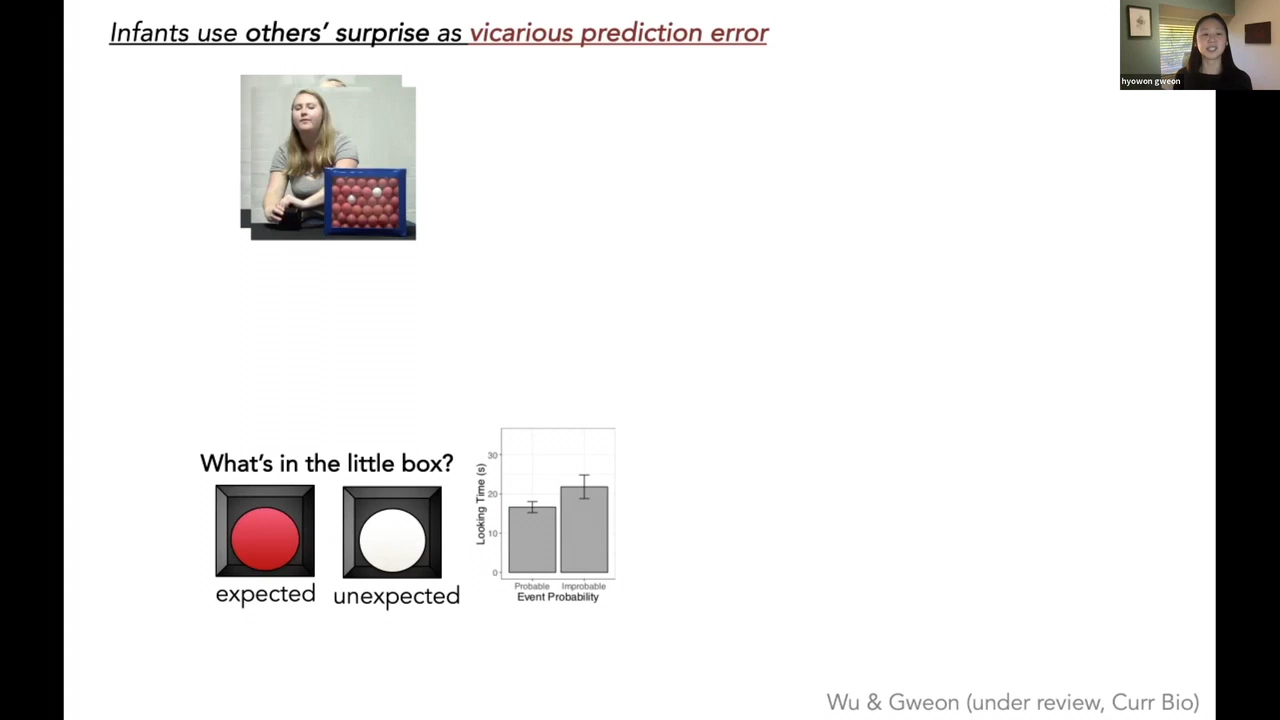 Infants use others’ surprise as vicarious prediction error
hyowon gweon
What’s in the little box?
expected
unexpected
Looking Time (s)
30
20
10
0
Probable
Improbable
Event Probability
Wu & Gweon (under review, Curr Bio)